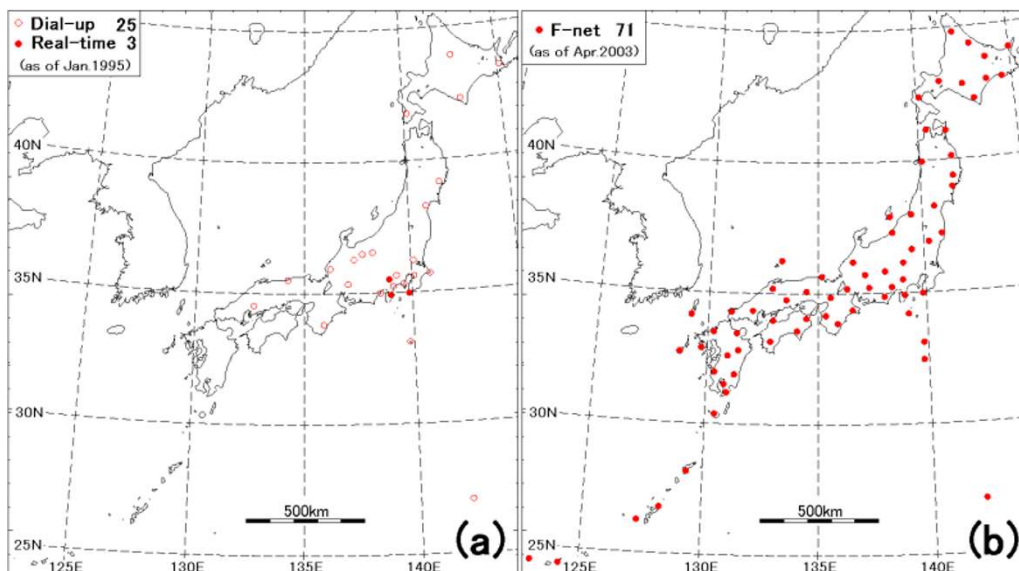 Dial-up 25
Real-time 3
(as of Jan.1995)
40N
35N
30N
25N
125E
130E
135E
140E
500km
(a)
F-net 71
(as of Apr.2003)
40N
35N
30N
25N
125E
130E
135E
140E
500km
(b)